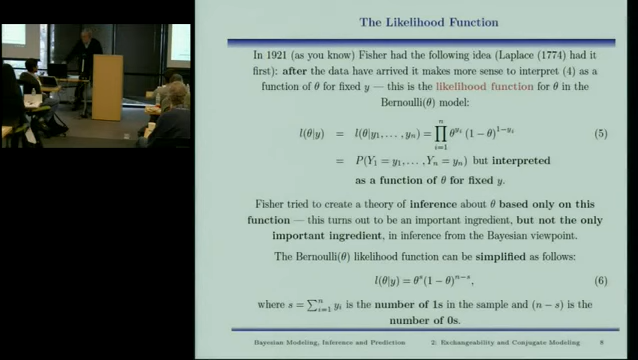 The Likelihood Function
In 1921 (as you know) Fisher had the following idea (Laplace (1774) had it
first): after the data have arrived it makes more sense to interpret (4) as a
function of θ for fixed y — this is the likelihood function for θ in the
Bernoulli(θ) model:
l(θ|y) = l(θ|y₁, . . . , yₙ) = ∏ⁿᵢ₌₁ θ^{yᵢ} (1 − θ)^{1−yᵢ} (5)
= P(Y₁ = y₁, . . . , Yₙ = yₙ) but interpreted
as a function of θ for fixed y.
Fisher tried to create a theory of inference about θ based only on this
function — this turns out to be an important ingredient, but not the only
important ingredient, in inference from the Bayesian viewpoint.
The Bernoulli(θ) likelihood function can be simplified as follows:
l(θ|y) = θ^s (1 − θ)^{n−s}, (6)
where s = ∑ⁿᵢ₌₁ yᵢ is the number of 1s in the sample and (n − s) is the
number of 0s.
Bayesian Modeling, Inference and Prediction 2: Exchangeability and Conjugate Modeling 8